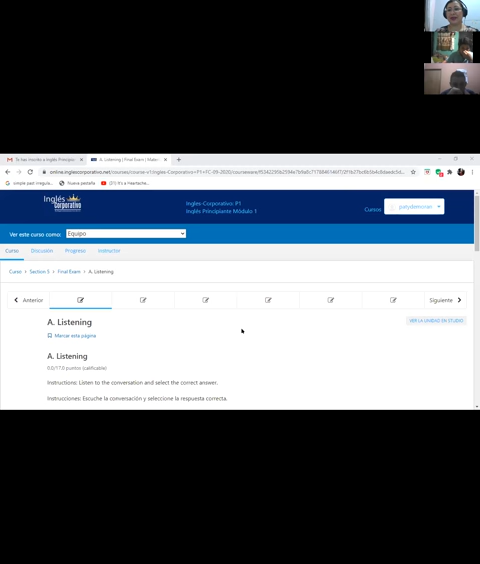 Te has inscrito a Inglés Principi
A. Listening | Final Exam | Mate
online.inglescorporativo.net/courses/course-v1:Ingles-Corporativo+P1+FC-09-2020/courseware/
simple past irregula...
Nueva pestaña
(21) It's a Heartache...
Inglés
Corporativo
Ingles-Corporativo: P1
Inglés Principiante Módulo 1
Cursos
Ver este curso como:
Equipo
Curso
Discusión
Progreso
Instructor
Curso > Section 5 > Final Exam > A. Listening
Anterior
Siguiente
A. Listening
VER LA UNIDAD EN STUDIO
Marcar esta página
A. Listening
0.0/17.0 puntos (calificable)
Instructions: Listen to the conversation and select the correct answer.
Instrucciones: Escuche la conversación y seleccione la respuesta correcta.